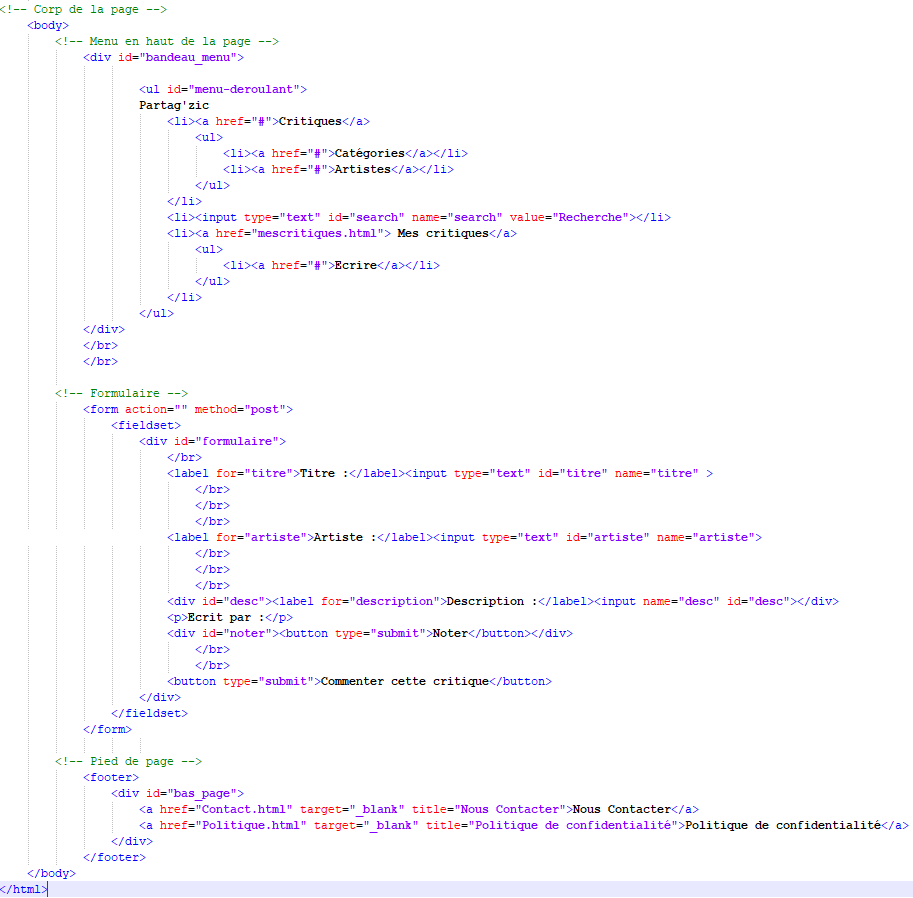 <!-- Corp de la page -->
<body>
<!-- Menu en haut de la page -->
<div id="bandeau_menu">
<ul id="menu-deroulant">
Partag'zic
<li><a href="#">Critiques</a>
<ul>
<li><a href="#">Catégories</a></li>
<li><a href="#">Artistes</a></li>
</ul>
</li>
<li><input type="text" id="search" name="search" value="Recherche"></li>
<li><a href="mescritiques.html"> Mes critiques</a>
<ul>
<li><a href="#">Ecrire</a></li>
</ul>
</li>
</ul>
</div>
</br>
</br>
<!-- Formulaire -->
<form action="" method="post">
<fieldset>
<div id="formulaire">
</br>
<label for="titre">Titre :</label><input type="text" id="titre" name="titre" >
</br>
</br>
</br>
<label for="artiste">Artiste :</label><input type="text" id="artiste" name="artiste">
</br>
</br>
</br>
<div id="desc"><label for="description">Description :</label><input name="desc" id="desc"></div>
<p>Ecrit par :</p>
<div id="noter"><button type="submit">Noter</button></div>
</br>
</br>
<button type="submit">Commenter cette critique</button>
</div>
</fieldset>
</form>
<!-- Pied de page -->
<footer>
<div id="bas_page">
<a href="Contact.html" target="_blank" title="Nous Contacter">Nous Contacter</a>
<a href="Politique.html" target="_blank" title="Politique de confidentialité">Politique de confidentialité</a>
</div>
</footer>
</body>
</html>